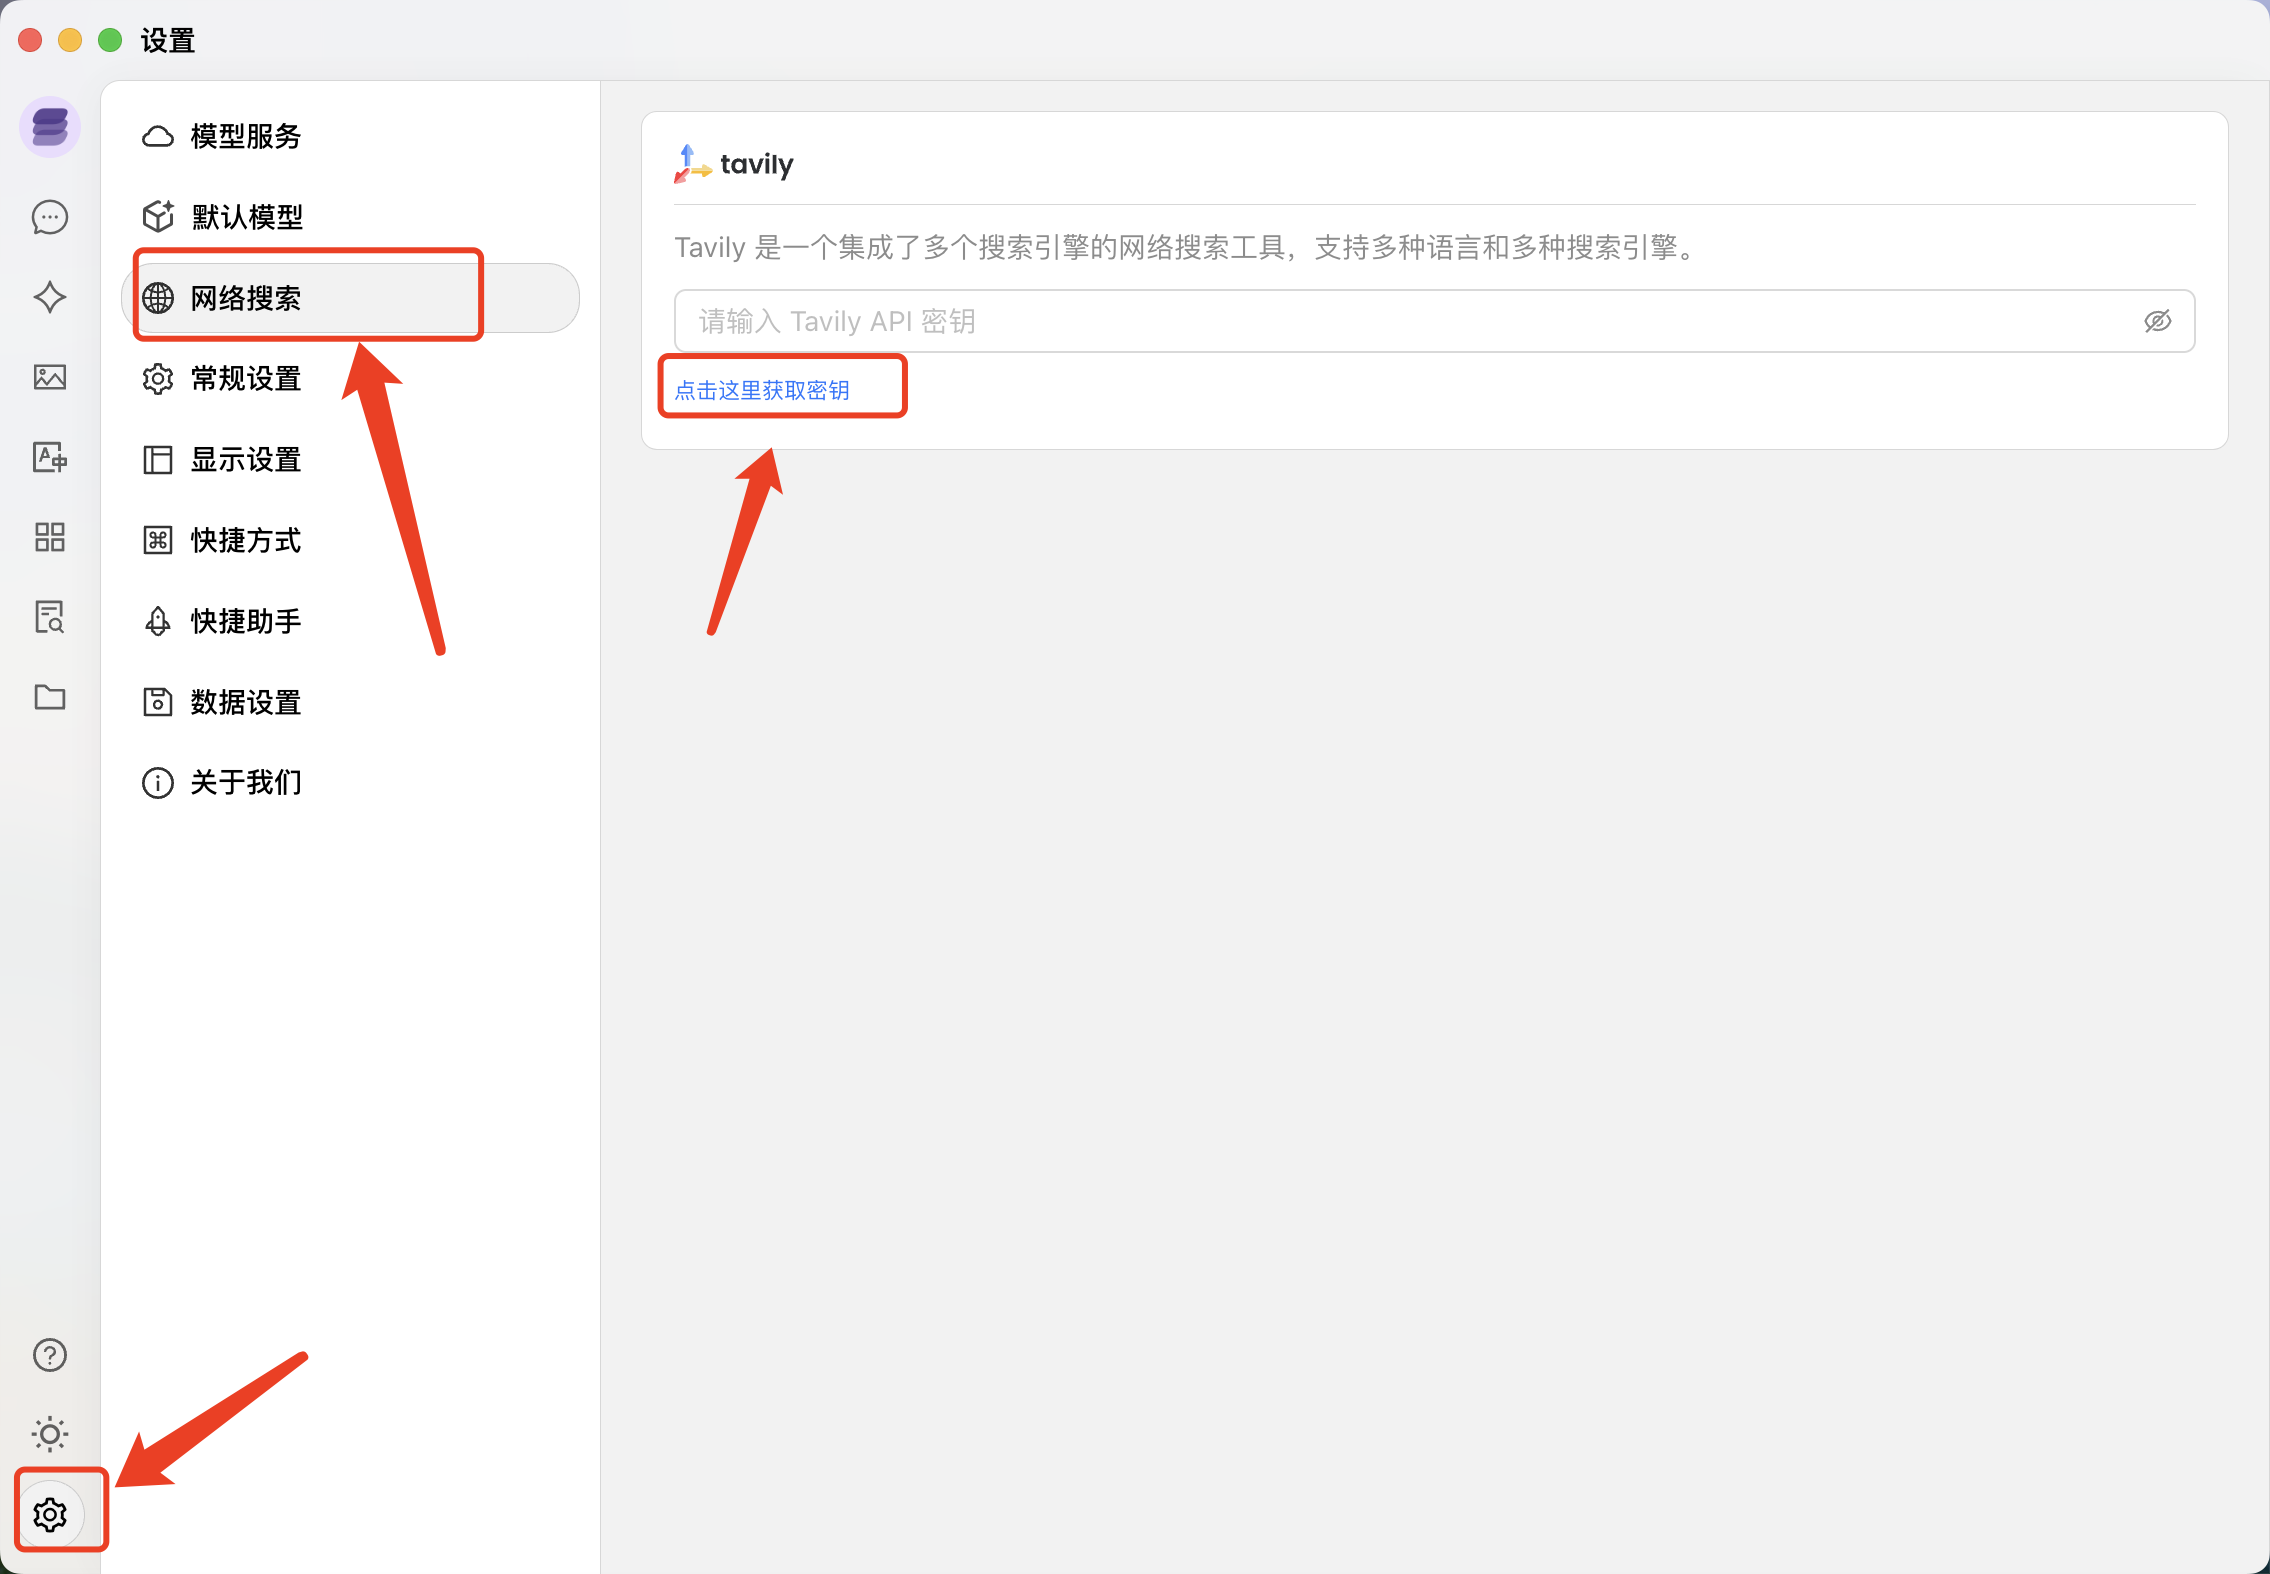 设置
模型服务
默认模型
网络搜索
常规设置
显示设置
快捷方式
快捷助手
数据设置
关于我们
tavily
Tavily 是一个集成了多个搜索引擎的网络搜索工具，支持多种语言和多种搜索引擎。
请输入 Tavily API 密钥
点击这里获取密钥